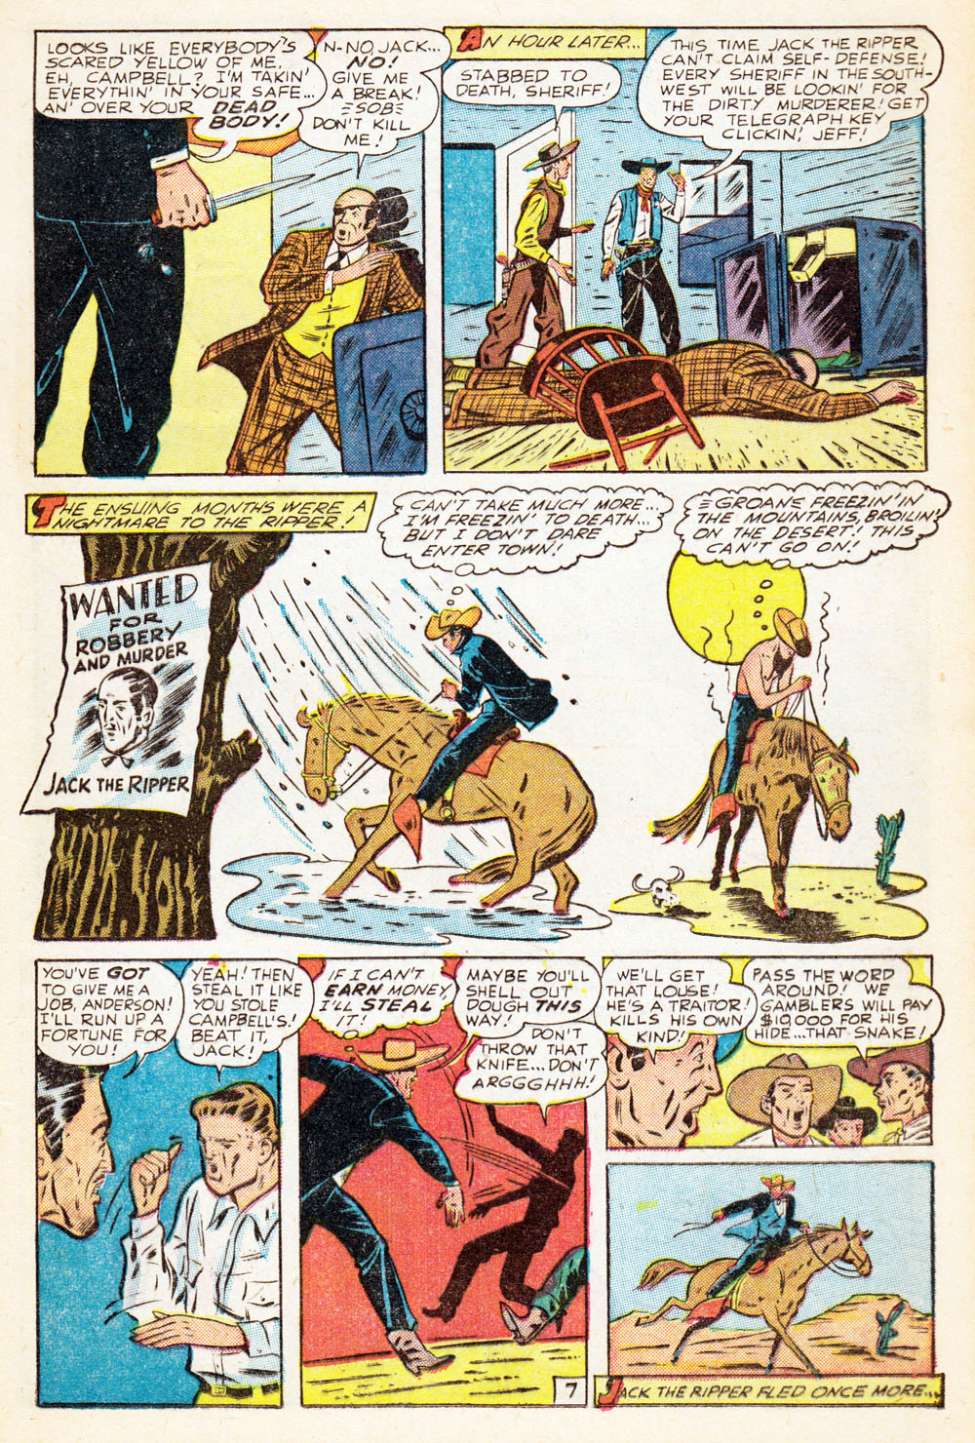 LOOKS LIKE EVERYBODY'S
SCARED YELLOW OF ME,
EH, CAMPBELL? I'M TAKIN'
EVERYTHIN' IN YOUR SAFE...
AN' OVER YOUR DEAD
BODY!
N-NO, JACK...
NO!
GIVE ME
A BREAK!
=SOB=
DON'T KILL
ME!
AN HOUR LATER...
STABBED TO
DEATH, SHERIFF!
THIS TIME JACK THE RIPPER
CAN'T CLAIM SELF-DEFENSE!
EVERY SHERIFF IN THE SOUTH-
WEST WILL BE LOOKIN' FOR
THE DIRTY MURDERER! GET
YOUR TELEGRAPH KEY
CLICKIN', JEFF!
THE ENSUING MONTHS WERE A
NIGHTMARE TO THE RIPPER!
WANTED
FOR
ROBBERY
AND MURDER
JACK THE RIPPER
CAN'T TAKE MUCH MORE...
I'M FREEZIN' TO DEATH...
BUT I DON'T DARE
ENTER TOWN!
=GROAN= FREEZIN' IN
THE MOUNTAINS, BROILIN'
ON THE DESERT! THIS
CAN'T GO ON!
YOU'VE GOT
TO GIVE ME A
JOB, ANDERSON!
I'LL RUN UP A
FORTUNE FOR
YOU!
YEAH! THEN
STEAL IT LIKE
YOU STOLE
CAMPBELL'S!
BEAT IT,
JACK!
IF I CAN'T
EARN MONEY,
I'LL STEAL
IT!
MAYBE YOU'LL
SHELL OUT
DOUGH THIS
WAY!
DON'T
THROW THAT
KNIFE... DON'T
ARGGGHHH!
7
WE'LL GET
THAT LOUSE!
HE'S A TRAITOR!
KILLS HIS OWN
KIND!
PASS THE WORD
AROUND! WE
GAMBLERS WILL PAY
$10,000 FOR HIS
HIDE...THAT SNAKE!
JACK THE RIPPER FLED ONCE MORE...